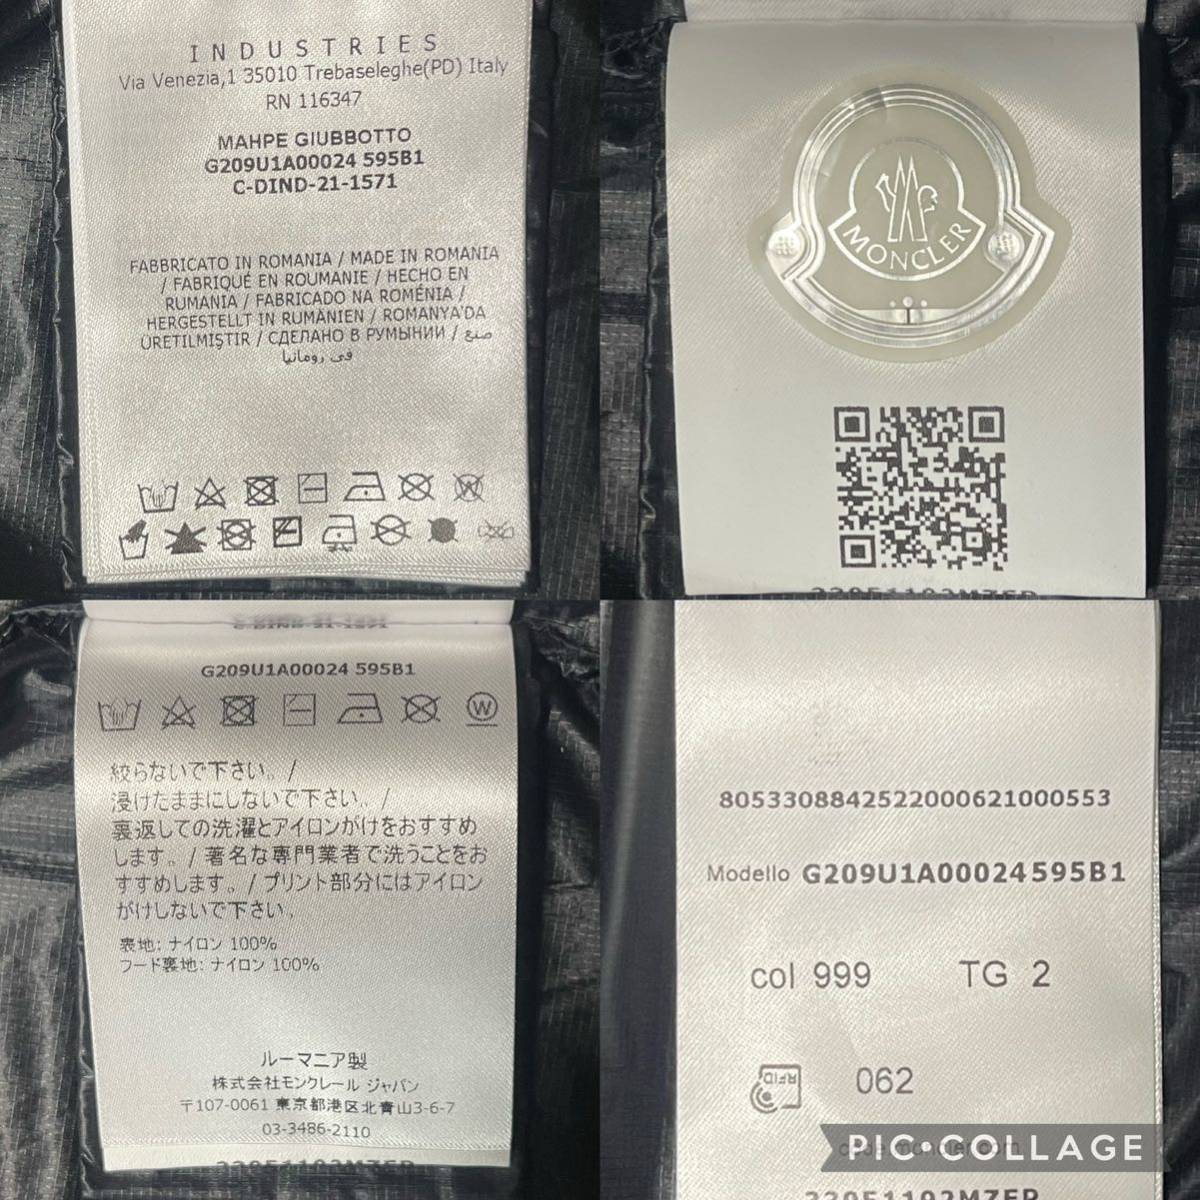 INDUSTRIES
Via Venezia,1 35010 Trebaseleghe(PD) Italy
RN 116347
MAHPE GIUBBOTTO
G209U1A00024 595B1
C-DIND-21-1571
FABBRICATO IN ROMANIA / MADE IN ROMANIA
/ FABRIQUÉ EN ROUMANIE / HECHO EN
RUMANIA / FABRICADO NA ROMÉNIA /
HERGESTELLT IN RUMÄNIEN / ROMANYA'DA
ÜRETILMIŞTIR / СДЕЛАНО В РУМЫНИИ / صنع
في رومانيا
MONCLER
C-DIND-21-1571
G209U1A00024 595B1
W
絞らないで下さい。/
浸けたままにしないで下さい。/
裏返しての洗濯とアイロンがけをおすすめ
します。/ 著名な専門業者で洗うことをお
すすめします。/ プリント部分にはアイロン
がけしないで下さい。
表地: ナイロン 100%
フード裏地: ナイロン 100%
ルーマニア製
株式会社モンクレール ジャパン
〒107-0061 東京都港区北青山3-6-7
03-3486-2110
8053308842522000621000553
Modello G209U1A00024595B1
col 999 TG 2
RFID 062
PIC•COLLAGE